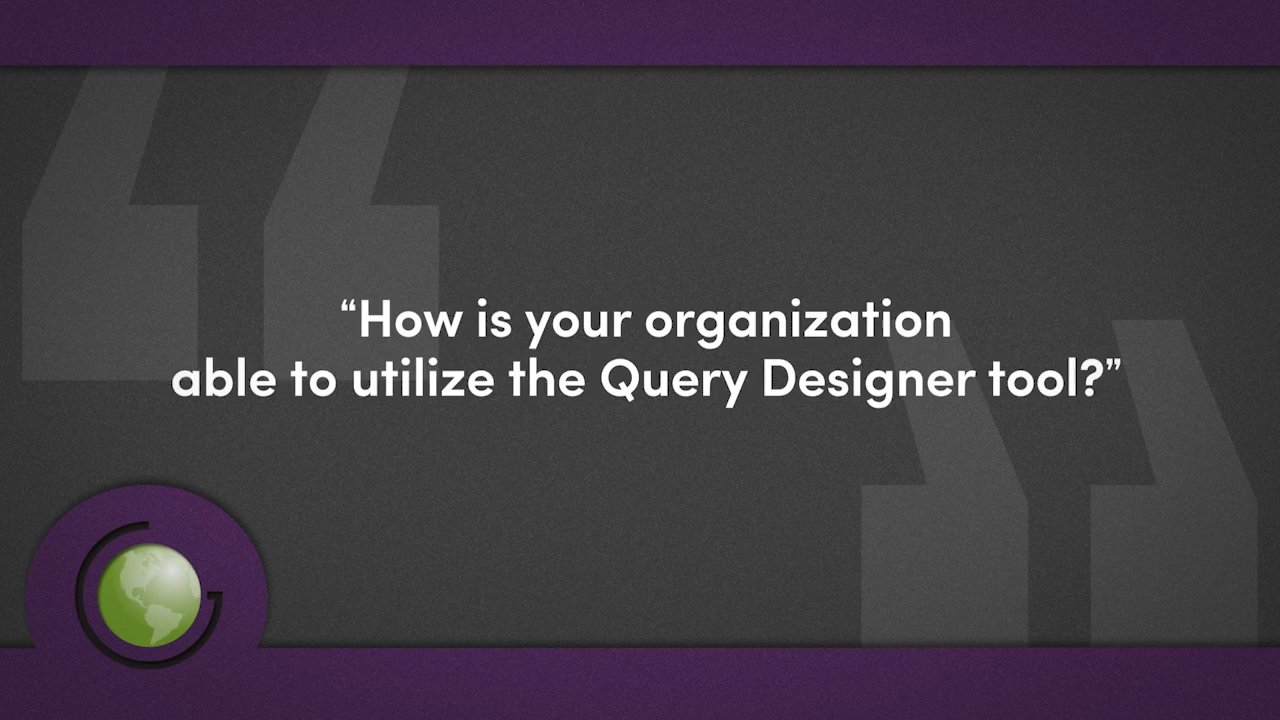 “How is your organization
able to utilize the Query Designer tool?”